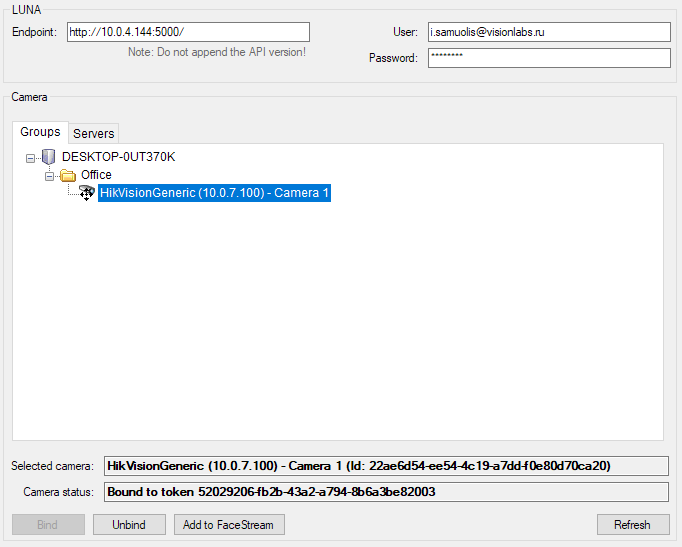 LUNA
Endpoint: http://10.0.4.144:5000/ User: i.samuolis@visionlabs.ru
Note: Do not append the API version!
Password: ********
Camera
Groups Servers
DESKTOP-0UT370K
Office
HikVisionGeneric (10.0.7.100) - Camera 1
Selected camera: HikVisionGeneric (10.0.7.100) - Camera 1 (Id: 22ae6d54-ee54-4c19-a7dd-f0e80d70ca20)
Camera status: Bound to token 52029206-fb2b-43a2-a794-8b6a3be82003
Bind Unbind Add to FaceStream Refresh